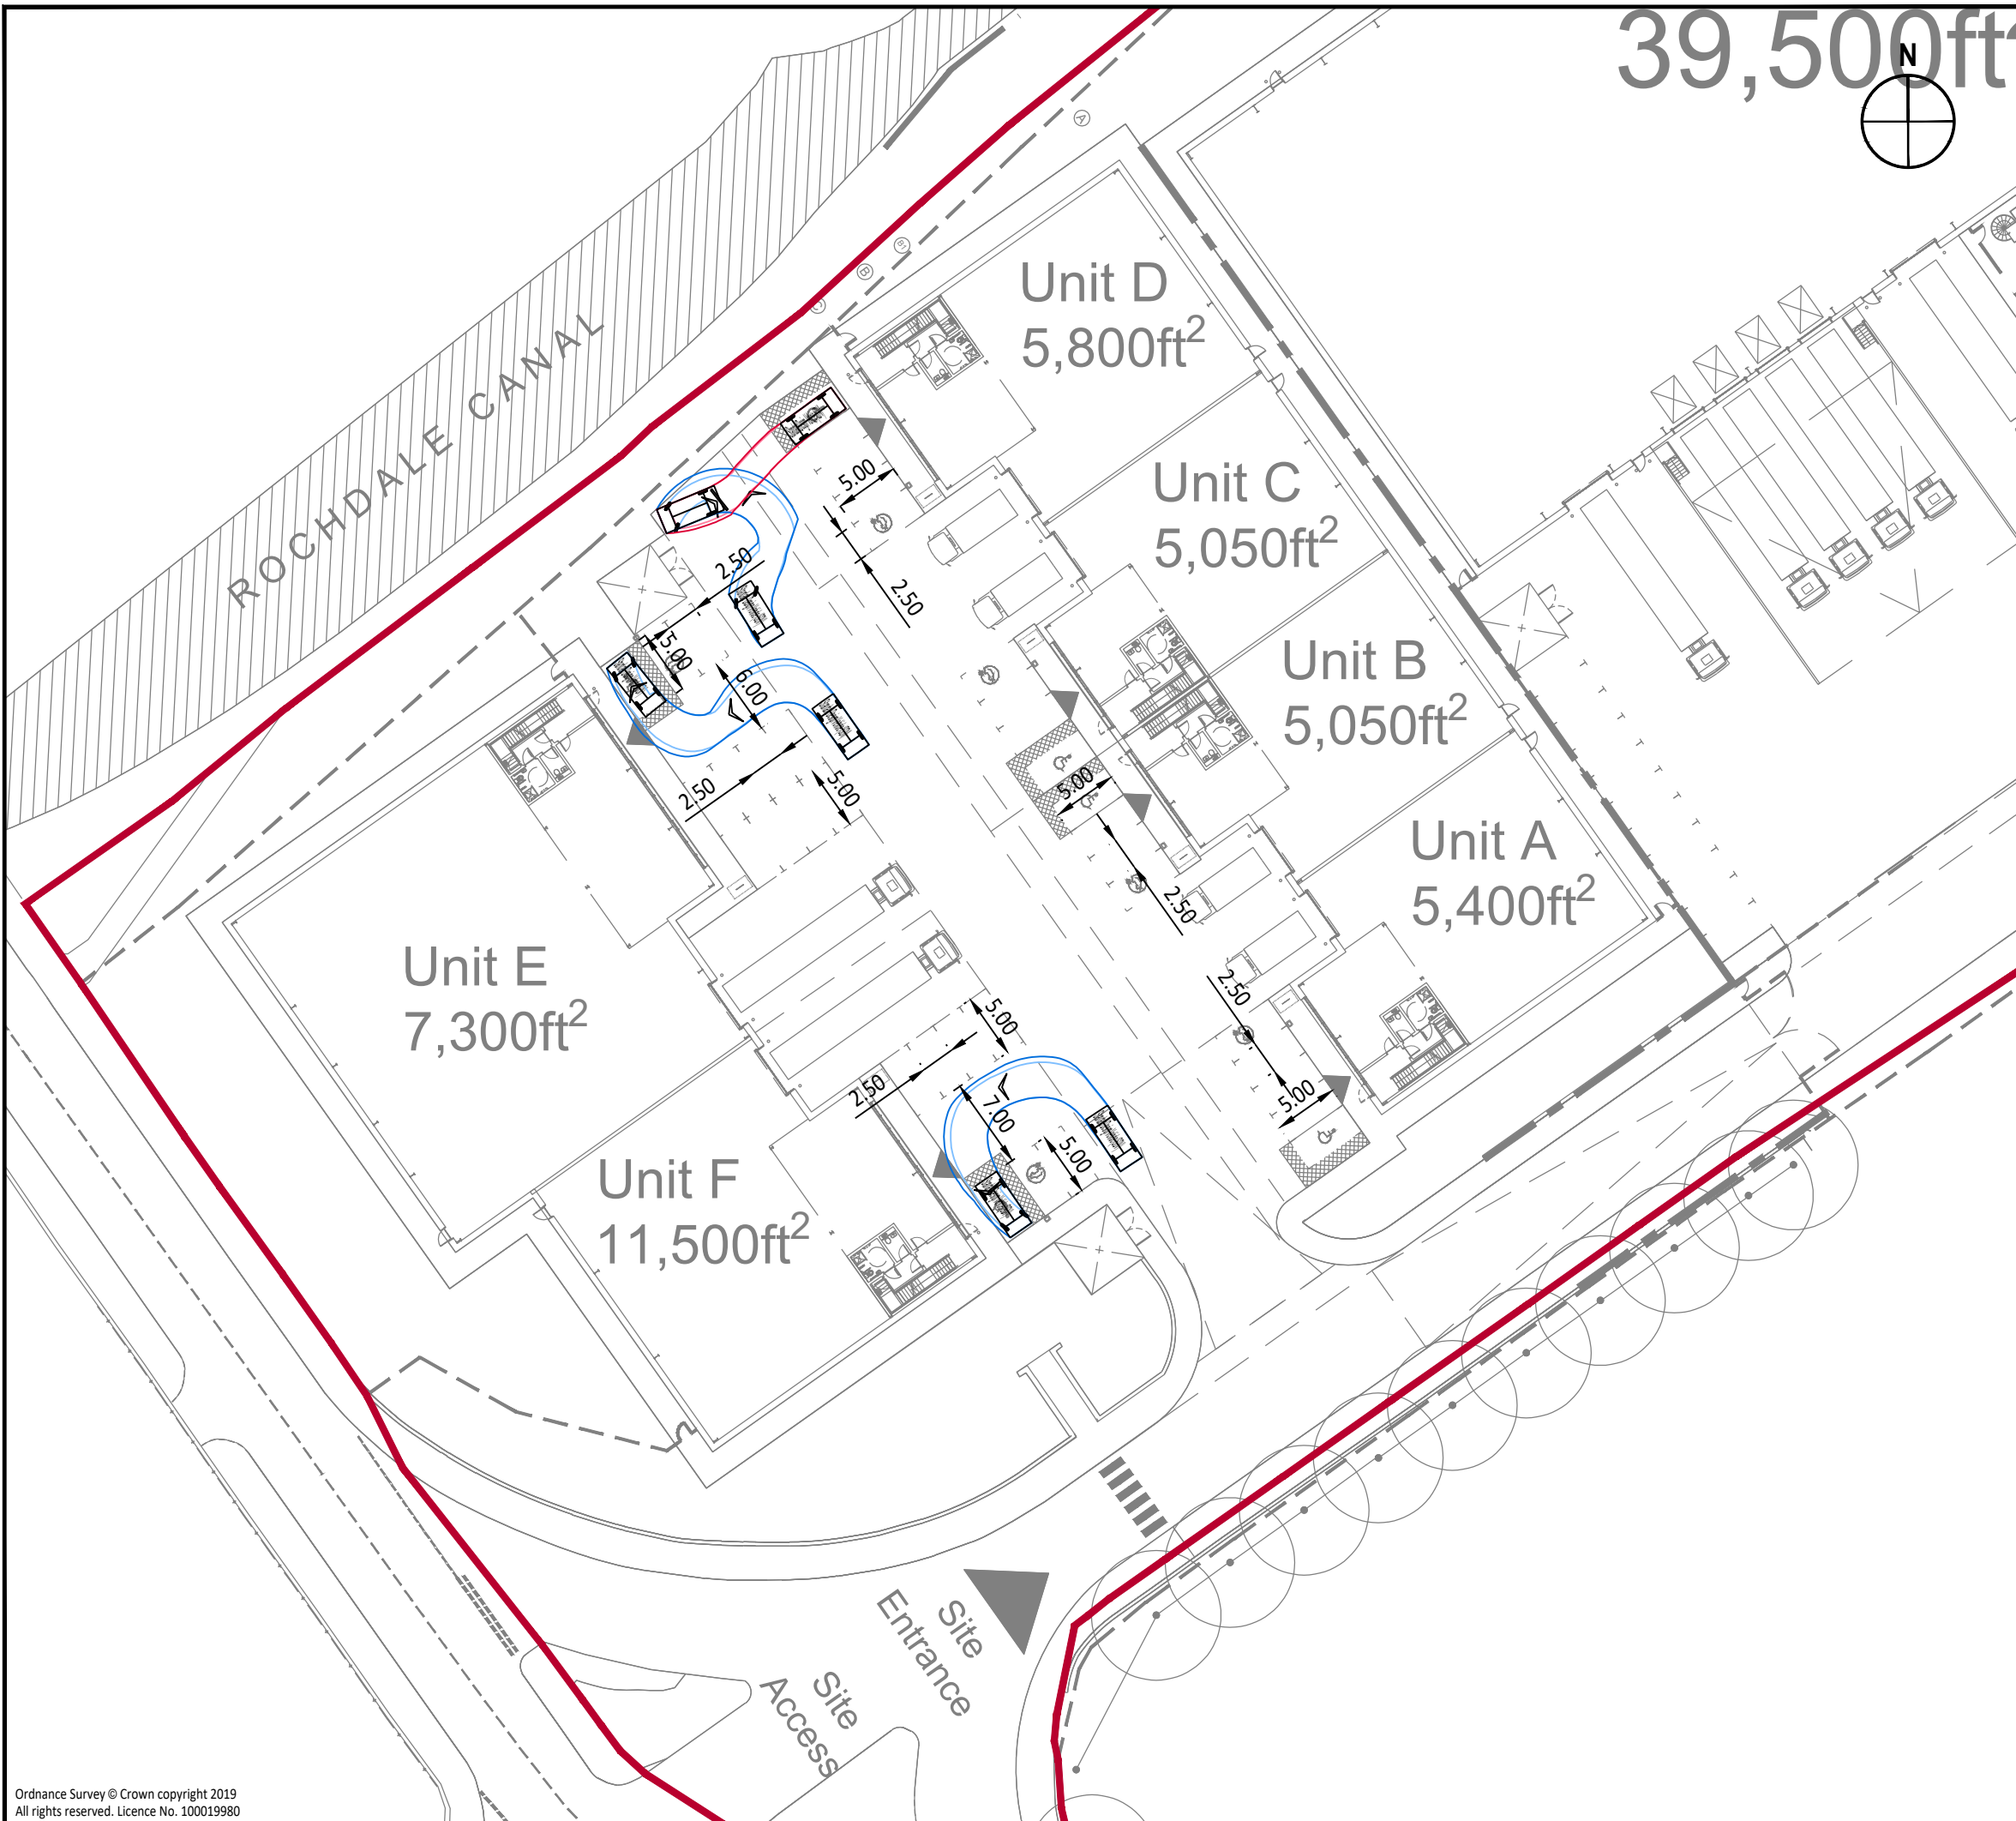 39,500ft²
N
A
B1
B
C
ROCHDALE CANAL
Unit D
5,800ft²
Unit C
5,050ft²
Unit B
5,050ft²
Unit A
5,400ft²
Unit E
7,300ft²
Unit F
11,500ft²
5.00
2.50
2.50
5.00
6.00
2.50
5.00
5.00
2.50
2.50
5.00
5.00
2.50
7.00
5.00
Site
Entrance
Site
Access
Ordnance Survey © Crown copyright 2019
All rights reserved. Licence No. 100019980